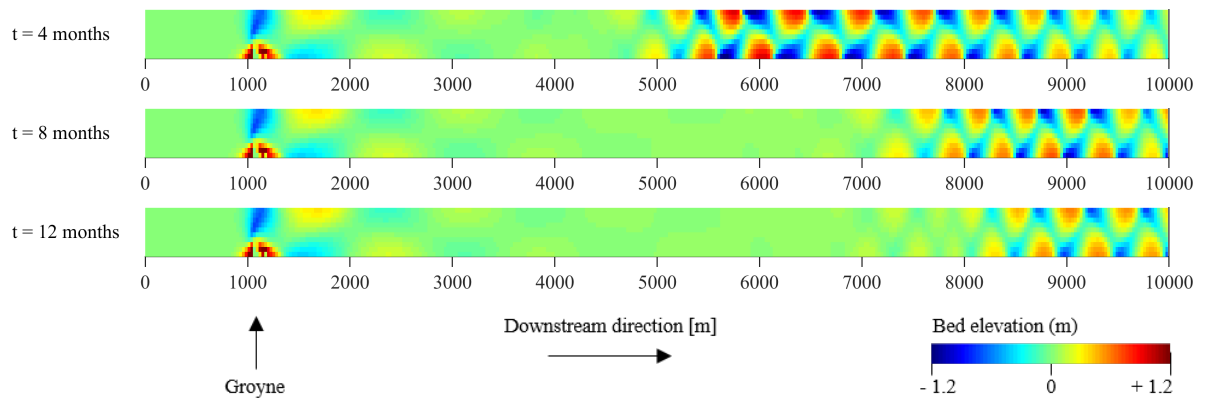 t = 4 months
0 1000 2000 3000 4000 5000 6000 7000 8000 9000 10000
t = 8 months
0 1000 2000 3000 4000 5000 6000 7000 8000 9000 10000
t = 12 months
0 1000 2000 3000 4000 5000 6000 7000 8000 9000 10000
Downstream direction [m]
Bed elevation (m)
Groyne
- 1.2 0 + 1.2